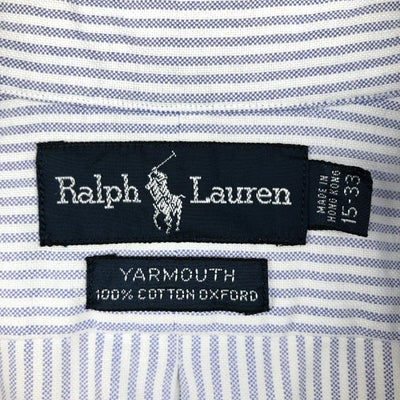 Ralph Lauren
MADE IN
HONG KONG
15-33
YARMOUTH
100% COTTON OXFORD